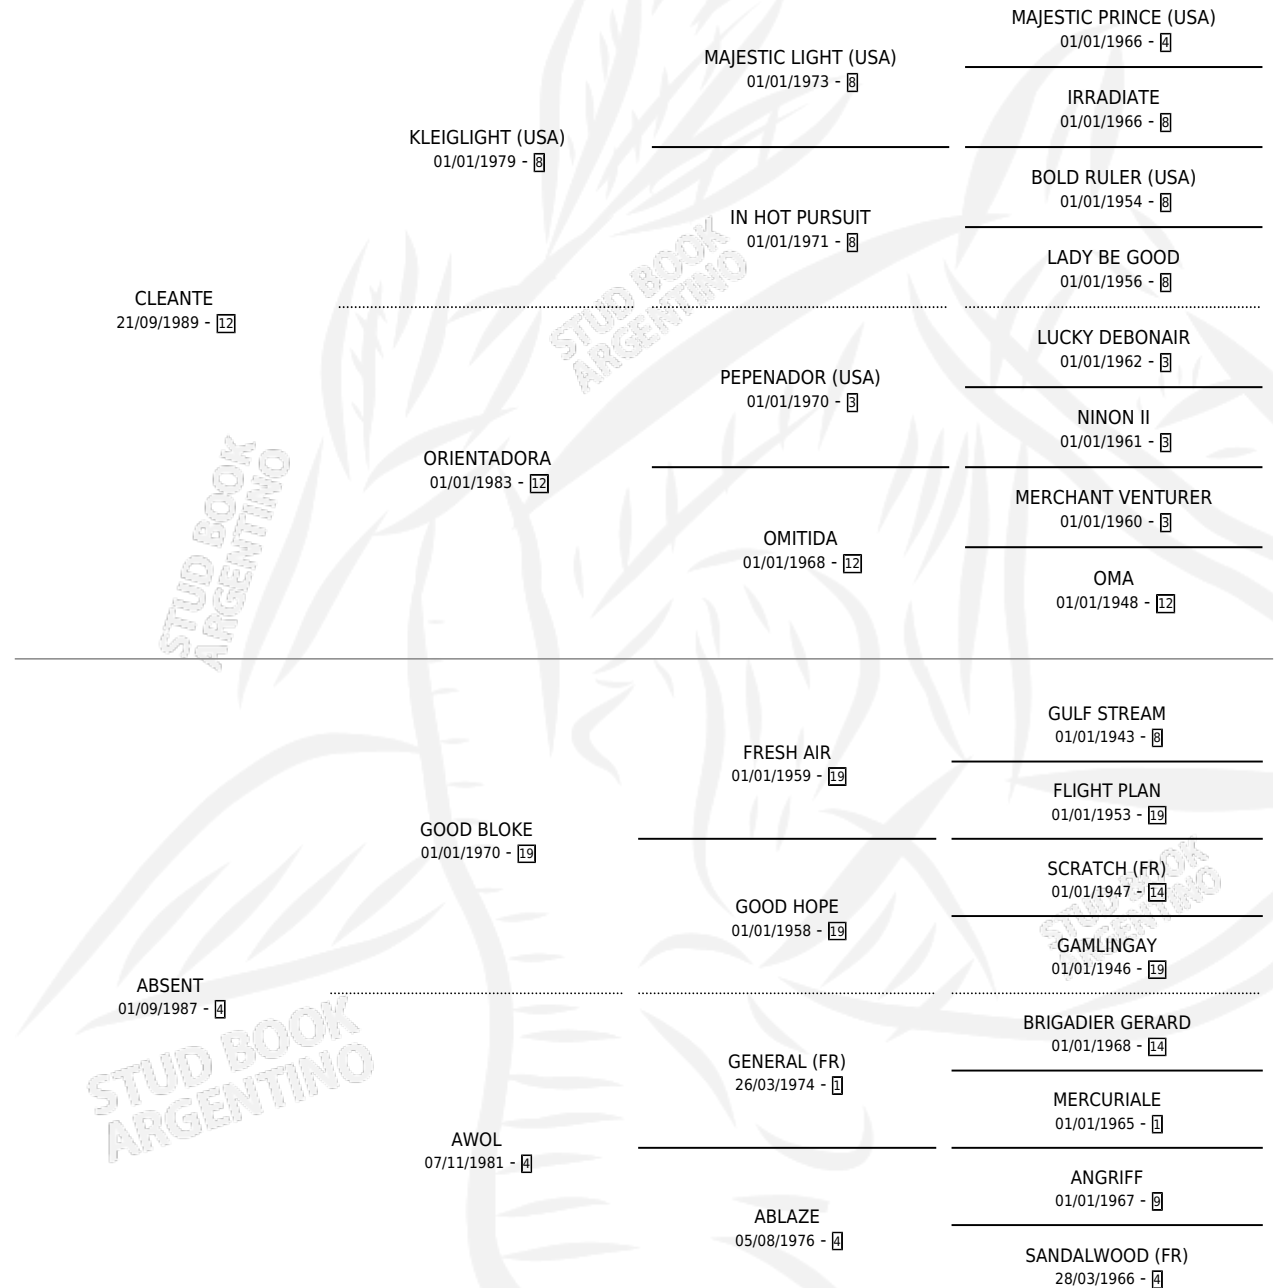 MAJESTIC PRINCE (USA)
01/01/1966 - 4
MAJESTIC LIGHT (USA)
01/01/1973 - 8
IRRADIATE
01/01/1966 - 8
KLEIGLIGHT (USA)
01/01/1979 - 8
BOLD RULER (USA)
01/01/1954 - 8
IN HOT PURSUIT
01/01/1971 - 8
LADY BE GOOD
01/01/1956 - 8
CLEANTE
21/09/1989 - 12
LUCKY DEBONAIR
01/01/1962 - 3
PEPENADOR (USA)
01/01/1970 - 3
NINON II
01/01/1961 - 3
ORIENTADORA
01/01/1983 - 12
MERCHANT VENTURER
01/01/1960 - 3
OMITIDA
01/01/1968 - 12
OMA
01/01/1948 - 12
GULF STREAM
01/01/1943 - 8
FRESH AIR
01/01/1959 - 19
FLIGHT PLAN
01/01/1953 - 19
GOOD BLOKE
01/01/1970 - 19
SCRATCH (FR)
01/01/1947 - 14
GOOD HOPE
01/01/1958 - 19
GAMLINGAY
01/01/1946 - 19
ABSENT
01/09/1987 - 4
BRIGADIER GERARD
01/01/1968 - 14
GENERAL (FR)
26/03/1974 - 1
MERCURIALE
01/01/1965 - 1
AWOL
07/11/1981 - 4
ANGRIFF
01/01/1967 - 9
ABLAZE
05/08/1976 - 4
SANDALWOOD (FR)
28/03/1966 - 4
STUD BOOK
ARGENTINO
STUD BOOK
ARGENTINO
STUD BOOK
ARGENTINO
STUD BOOK
ARGENTINO